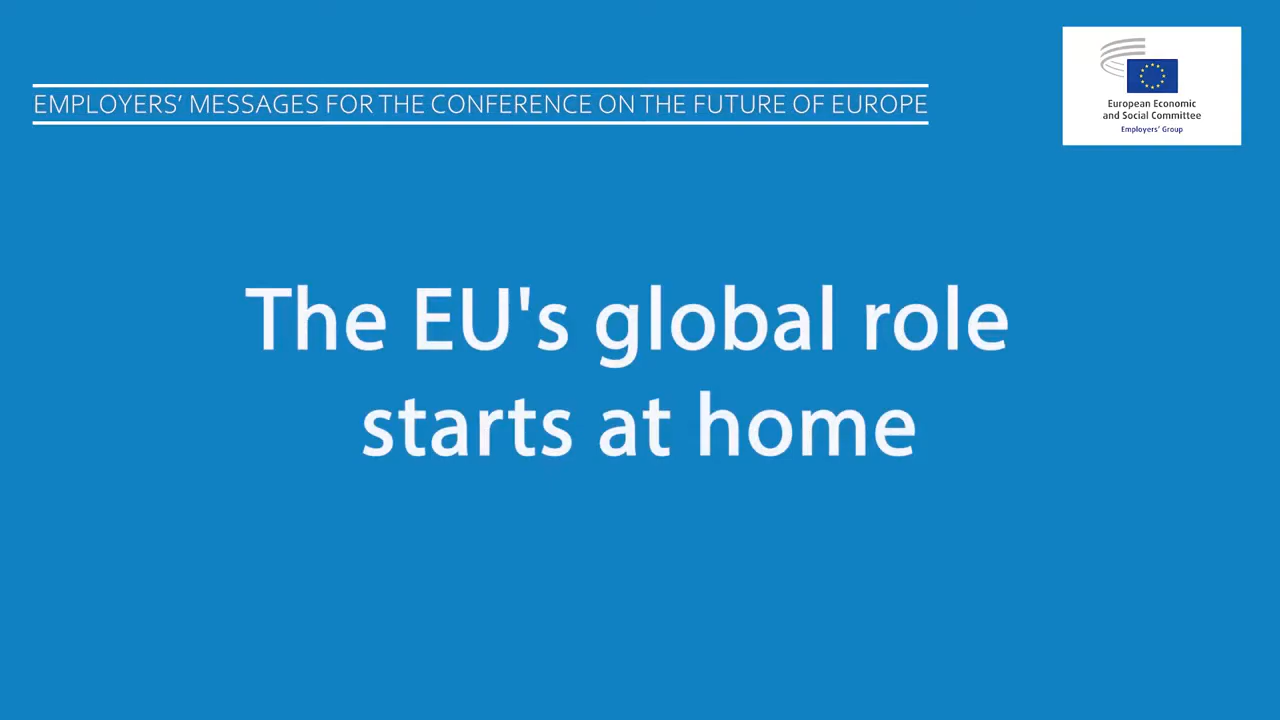 EMPLOYERS’ MESSAGES FOR THE CONFERENCE ON THE FUTURE OF EUROPE
European Economic
and Social Committee
Employers' Group
The EU's global role
starts at home